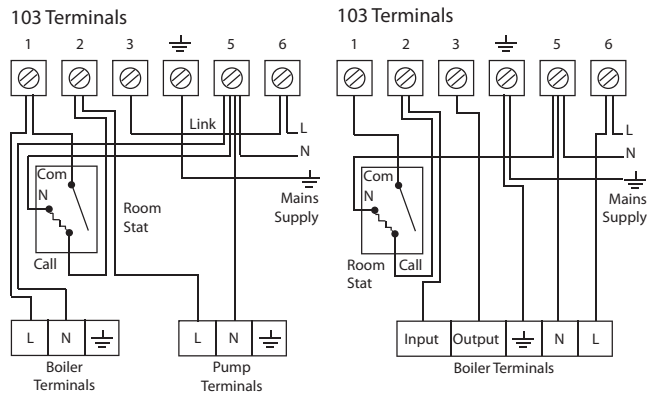 103 Terminals
1 2 3 5 6
Link
L
N
Com
N
Room
Stat
Call
Mains
Supply
L N
Boiler
Terminals
L N
Pump
Terminals
103 Terminals
1 2 3 5 6
L
N
Com
N
Mains
Supply
Room
Stat
Call
Input Output N L
Boiler Terminals